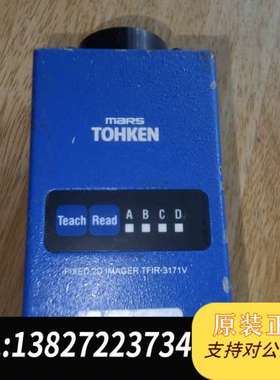 mars
TOHKEN
Teach Read A B C D
FIXED 2D IMAGER TFIR-3171V
原装正
支持对公
:13827223734